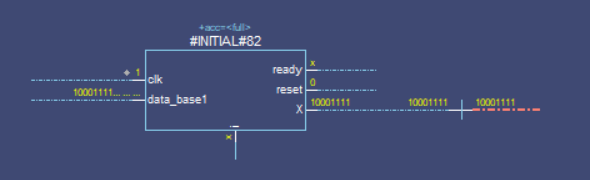 +acc=<full>
#INITIAL#82
1 clk
10001111... ... data_base1
ready x
reset 0
X 10001111 10001111 10001111
x